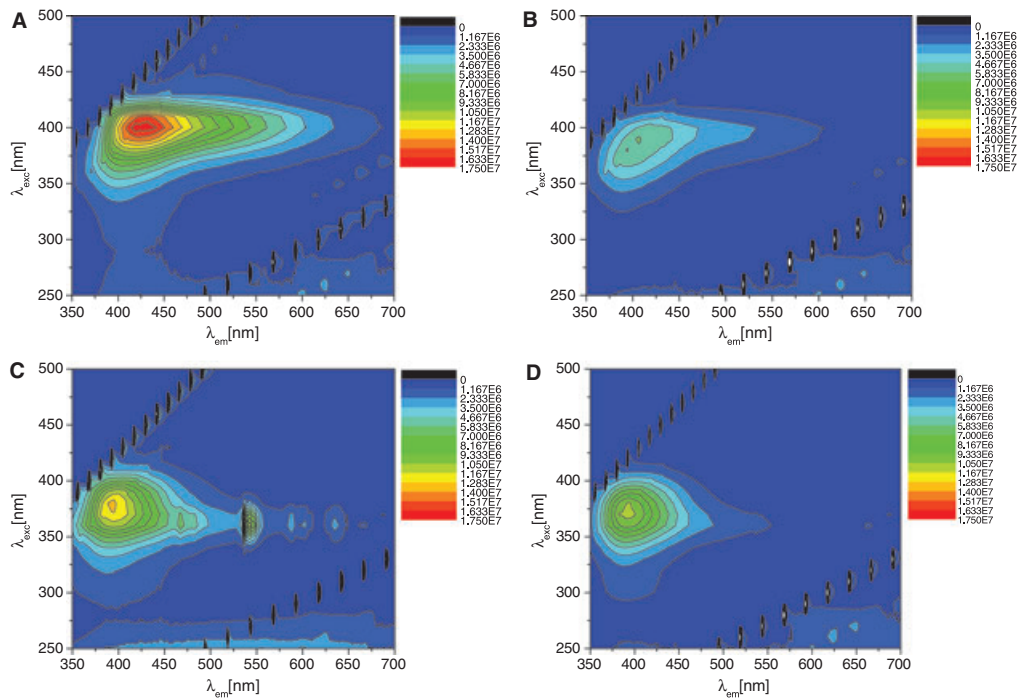 A
500
450
400
350
300
250
λexc[nm]
350 400 450 500 550 600 650 700
λem[nm]
0
1.167E6
2.333E6
3.500E6
4.667E6
5.833E6
7.000E6
8.167E6
9.333E6
1.050E7
1.167E7
1.283E7
1.400E7
1.517E7
1.633E7
1.750E7
B
500
450
400
350
300
250
λexc[nm]
350 400 450 500 550 600 650 700
λem[nm]
0
1.167E6
2.333E6
3.500E6
4.667E6
5.833E6
7.000E6
8.167E6
9.333E6
1.050E7
1.167E7
1.283E7
1.400E7
1.517E7
1.633E7
1.750E7
C
500
450
400
350
300
250
λexc[nm]
350 400 450 500 550 600 650 700
λem[nm]
0
1.167E6
2.333E6
3.500E6
4.667E6
5.833E6
7.000E6
8.167E6
9.333E6
1.050E7
1.167E7
1.283E7
1.400E7
1.517E7
1.633E7
1.750E7
D
500
450
400
350
300
250
λexc[nm]
350 400 450 500 550 600 650 700
λem[nm]
0
1.167E6
2.333E6
3.500E6
4.667E6
5.833E6
7.000E6
8.167E6
9.333E6
1.050E7
1.167E7
1.283E7
1.400E7
1.517E7
1.633E7
1.750E7